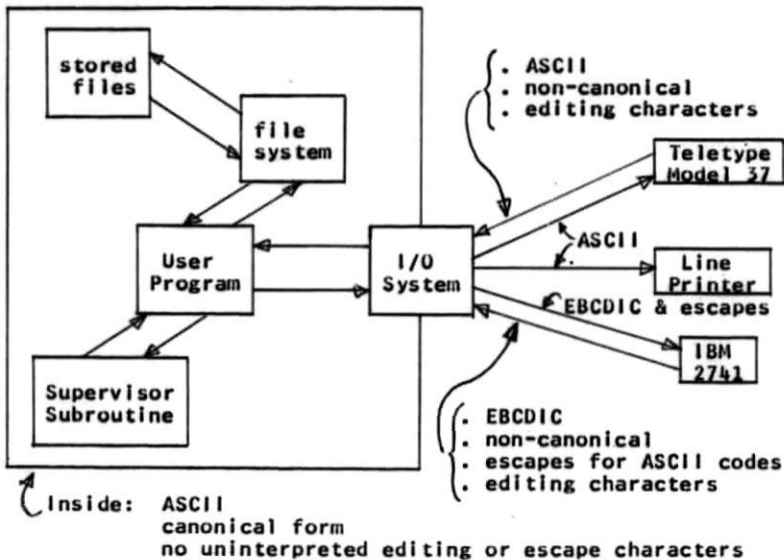 stored
files
file
system
User
Program
Supervisor
Subroutine
I/O
System
. ASCII
. non-canonical
. editing characters
Teletype
Model 37
ASCII
Line
Printer
EBCDIC & escapes
IBM
2741
. EBCDIC
. non-canonical
. escapes for ASCII codes
. editing characters
Inside: ASCII
canonical form
no uninterpreted editing or escape characters